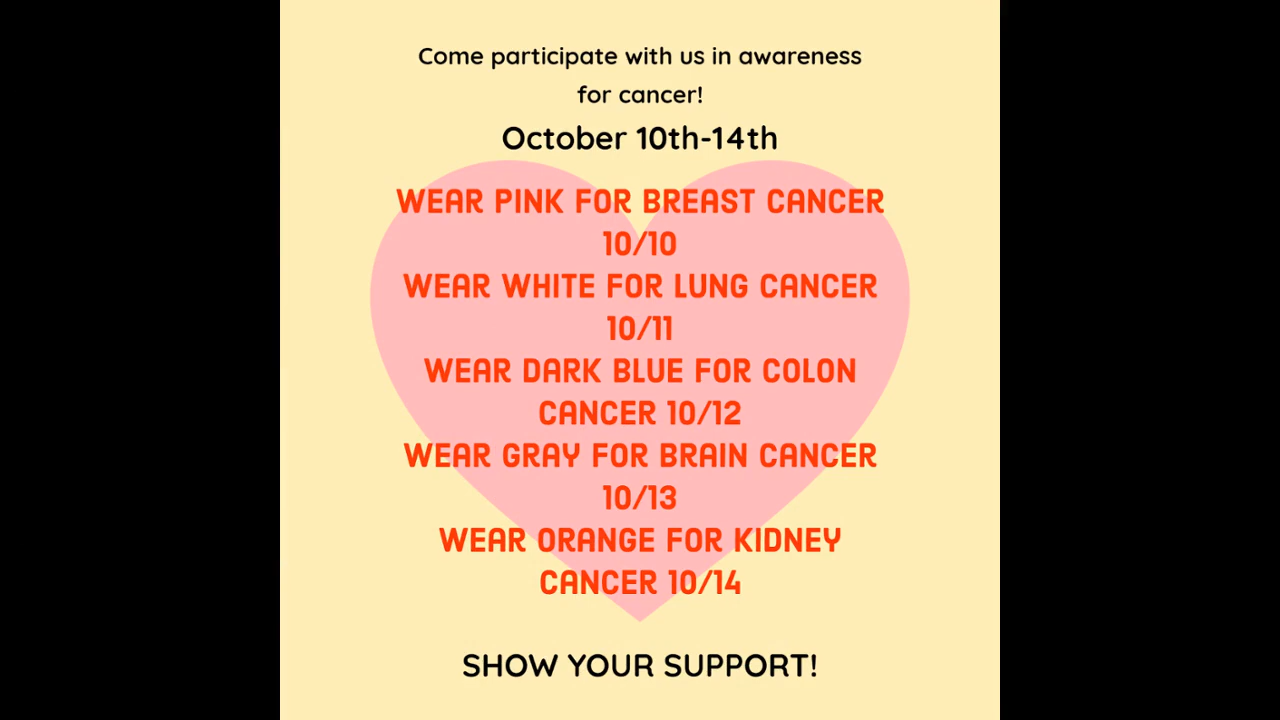 Come participate with us in awareness
for cancer!
October 10th-14th
WEAR PINK FOR BREAST CANCER
10/10
WEAR WHITE FOR LUNG CANCER
10/11
WEAR DARK BLUE FOR COLON
CANCER 10/12
WEAR GRAY FOR BRAIN CANCER
10/13
WEAR ORANGE FOR KIDNEY
CANCER 10/14
SHOW YOUR SUPPORT!